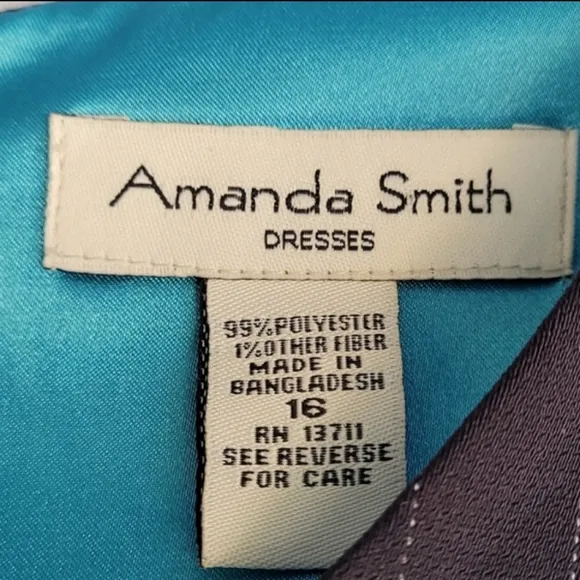 Amanda Smith
DRESSES
99%POLYESTER
1%OTHER FIBER
MADE IN
BANGLADESH
16
RN 13711
SEE REVERSE
FOR CARE